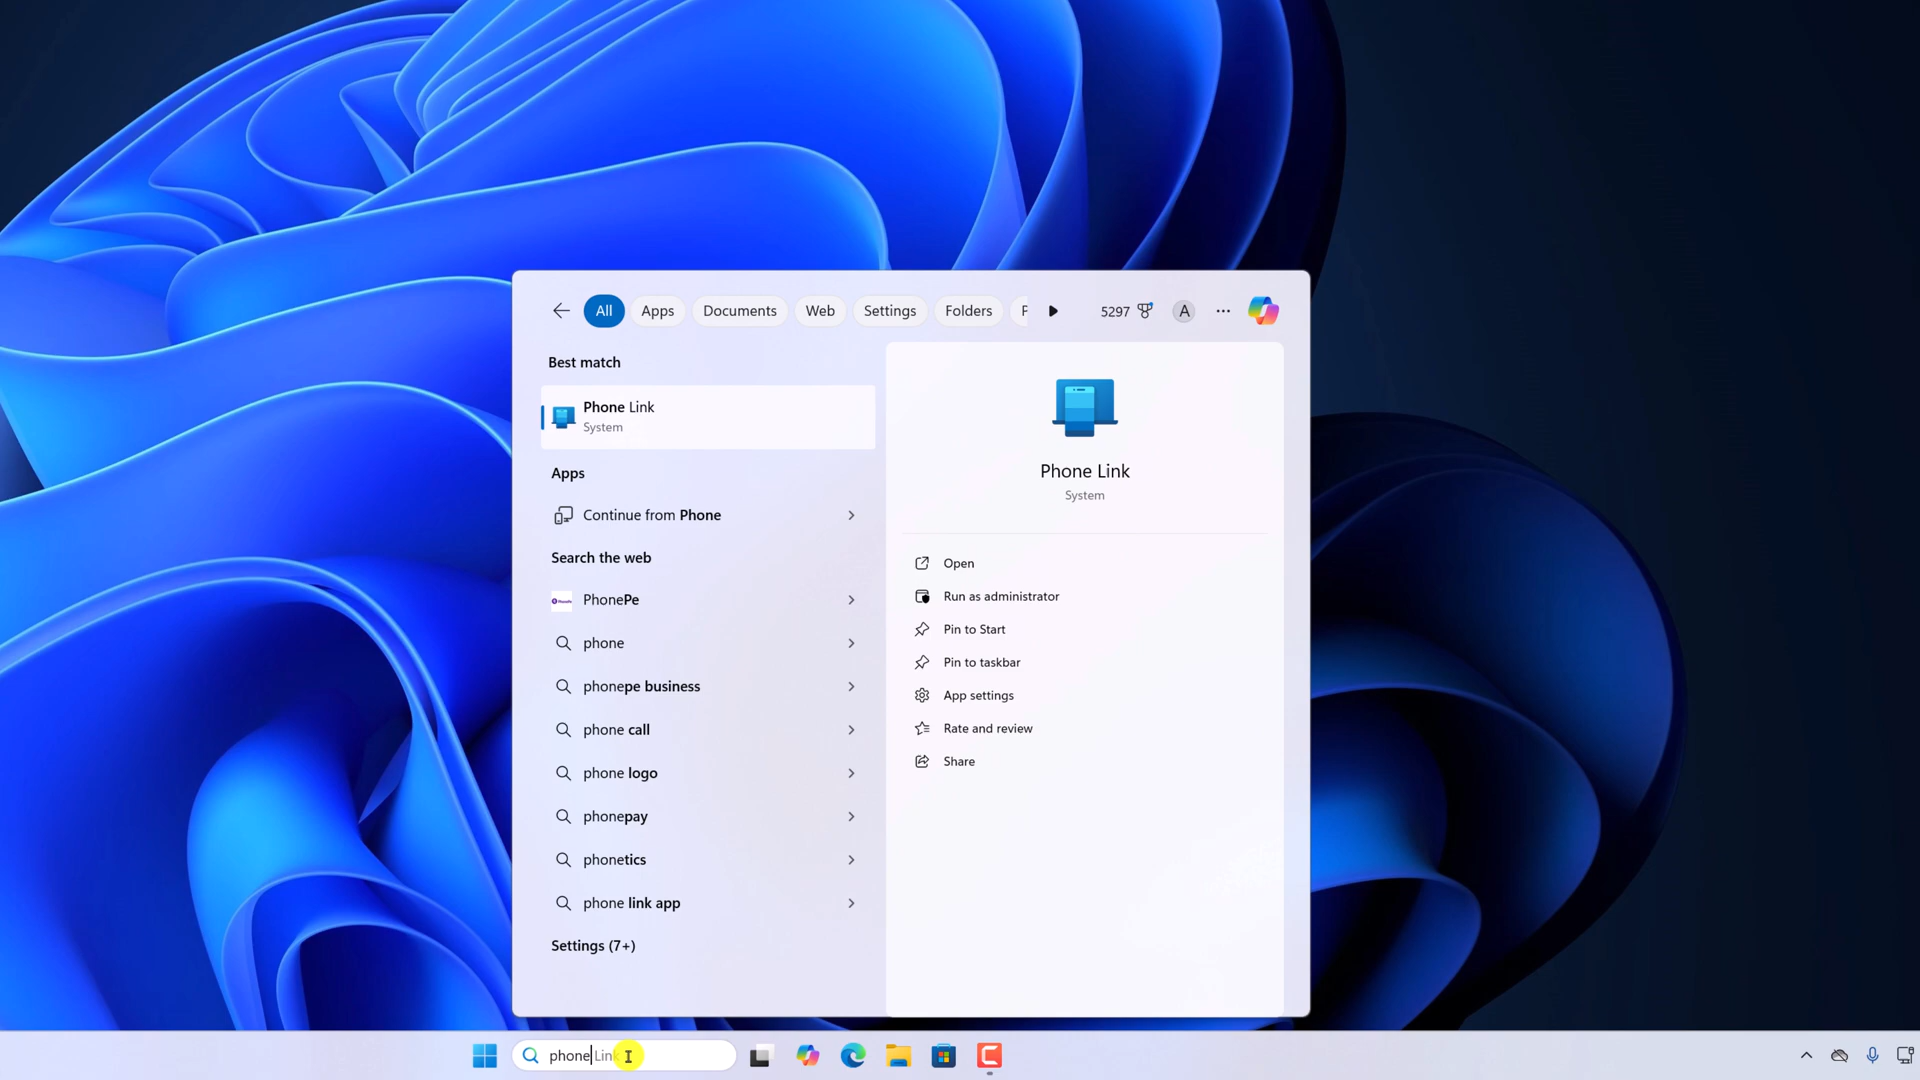 All Apps Documents Web Settings Folders 5297 A
Best match
Phone Link
System
Apps
Continue from Phone
Search the web
PhonePe
phone
phonepe business
phone call
phone logo
phonepay
phonetics
phone link app
Settings (7+)
Phone Link
System
Open
Run as administrator
Pin to Start
Pin to taskbar
App settings
Rate and review
Share
phone Link